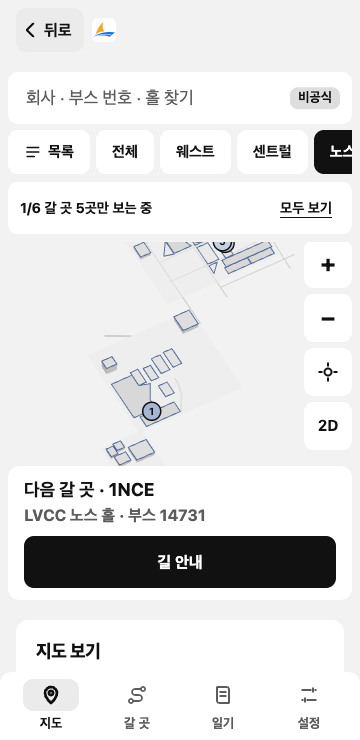 뒤로
회사 · 부스 번호 · 홀 찾기
비공식
목록
전체
웨스트
센트럴
노스
1/6 갈 곳 5곳만 보는 중
모두 보기
1
2D
다음 갈 곳 · 1NCE
LVCC 노스 홀 · 부스 14731
길 안내
지도 보기
지도
갈 곳
일기
설정